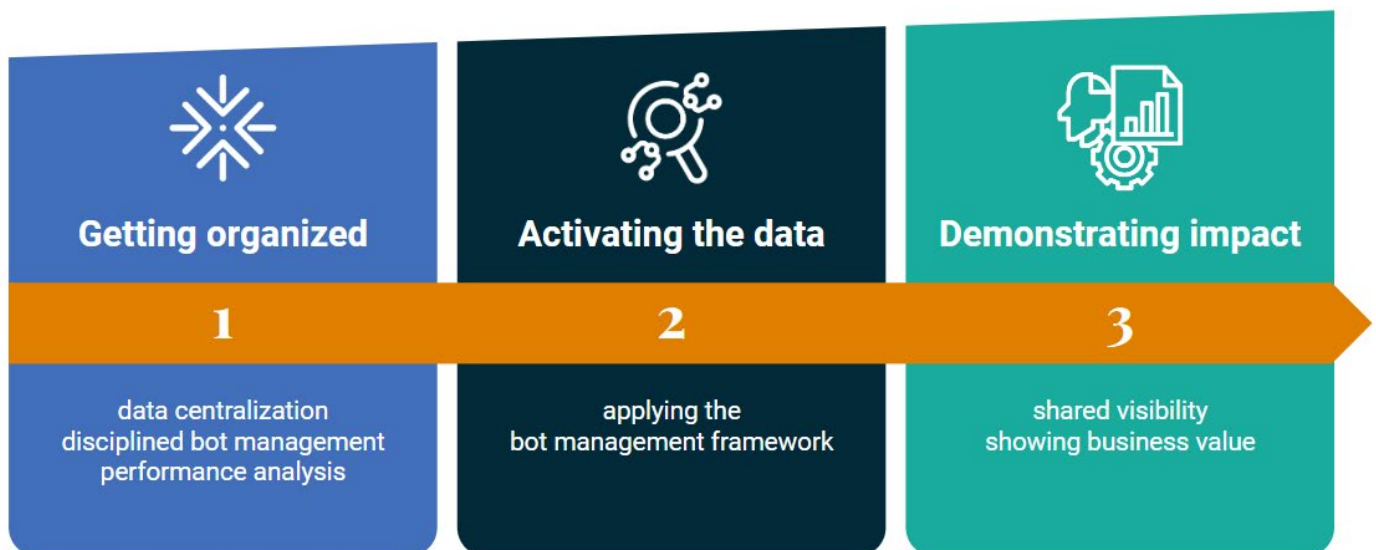 Getting organized
1
data centralization
disciplined bot management
performance analysis
Activating the data
2
applying the
bot management framework
Demonstrating impact
3
shared visibility
showing business value